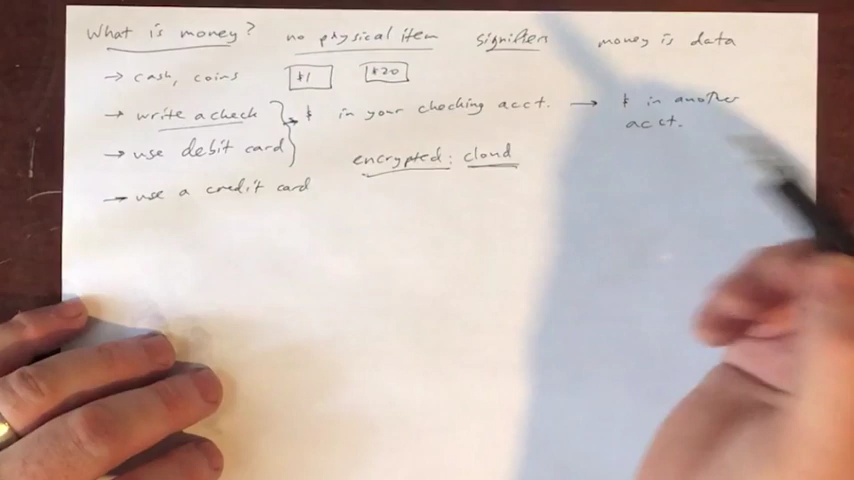 What is money? no physical item signifiers money is data
→ cash, coins $1 $20
→ write a check $ in your checking acct. → $ in another acct.
→ use debit card encrypted: cloud
→ use a credit card